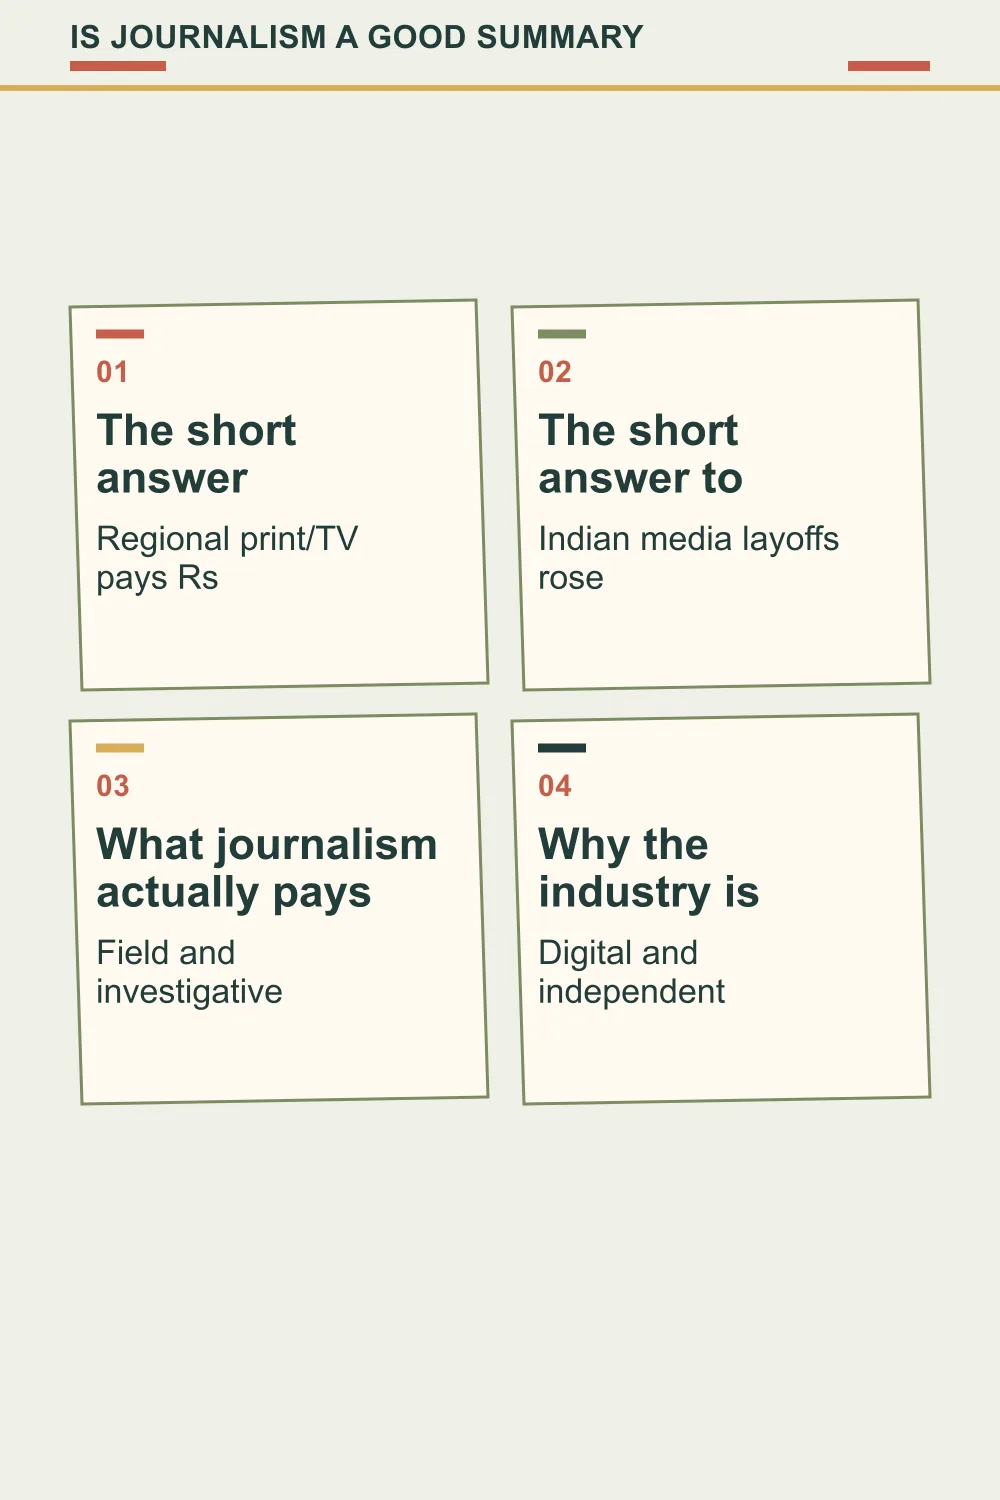 IS JOURNALISM A GOOD SUMMARY
01
The short
answer
Regional print/TV
pays Rs
02
The short
answer to
Indian media layoffs
rose
03
What journalism
actually pays
Field and
investigative
04
Why the
industry is
Digital and
independent